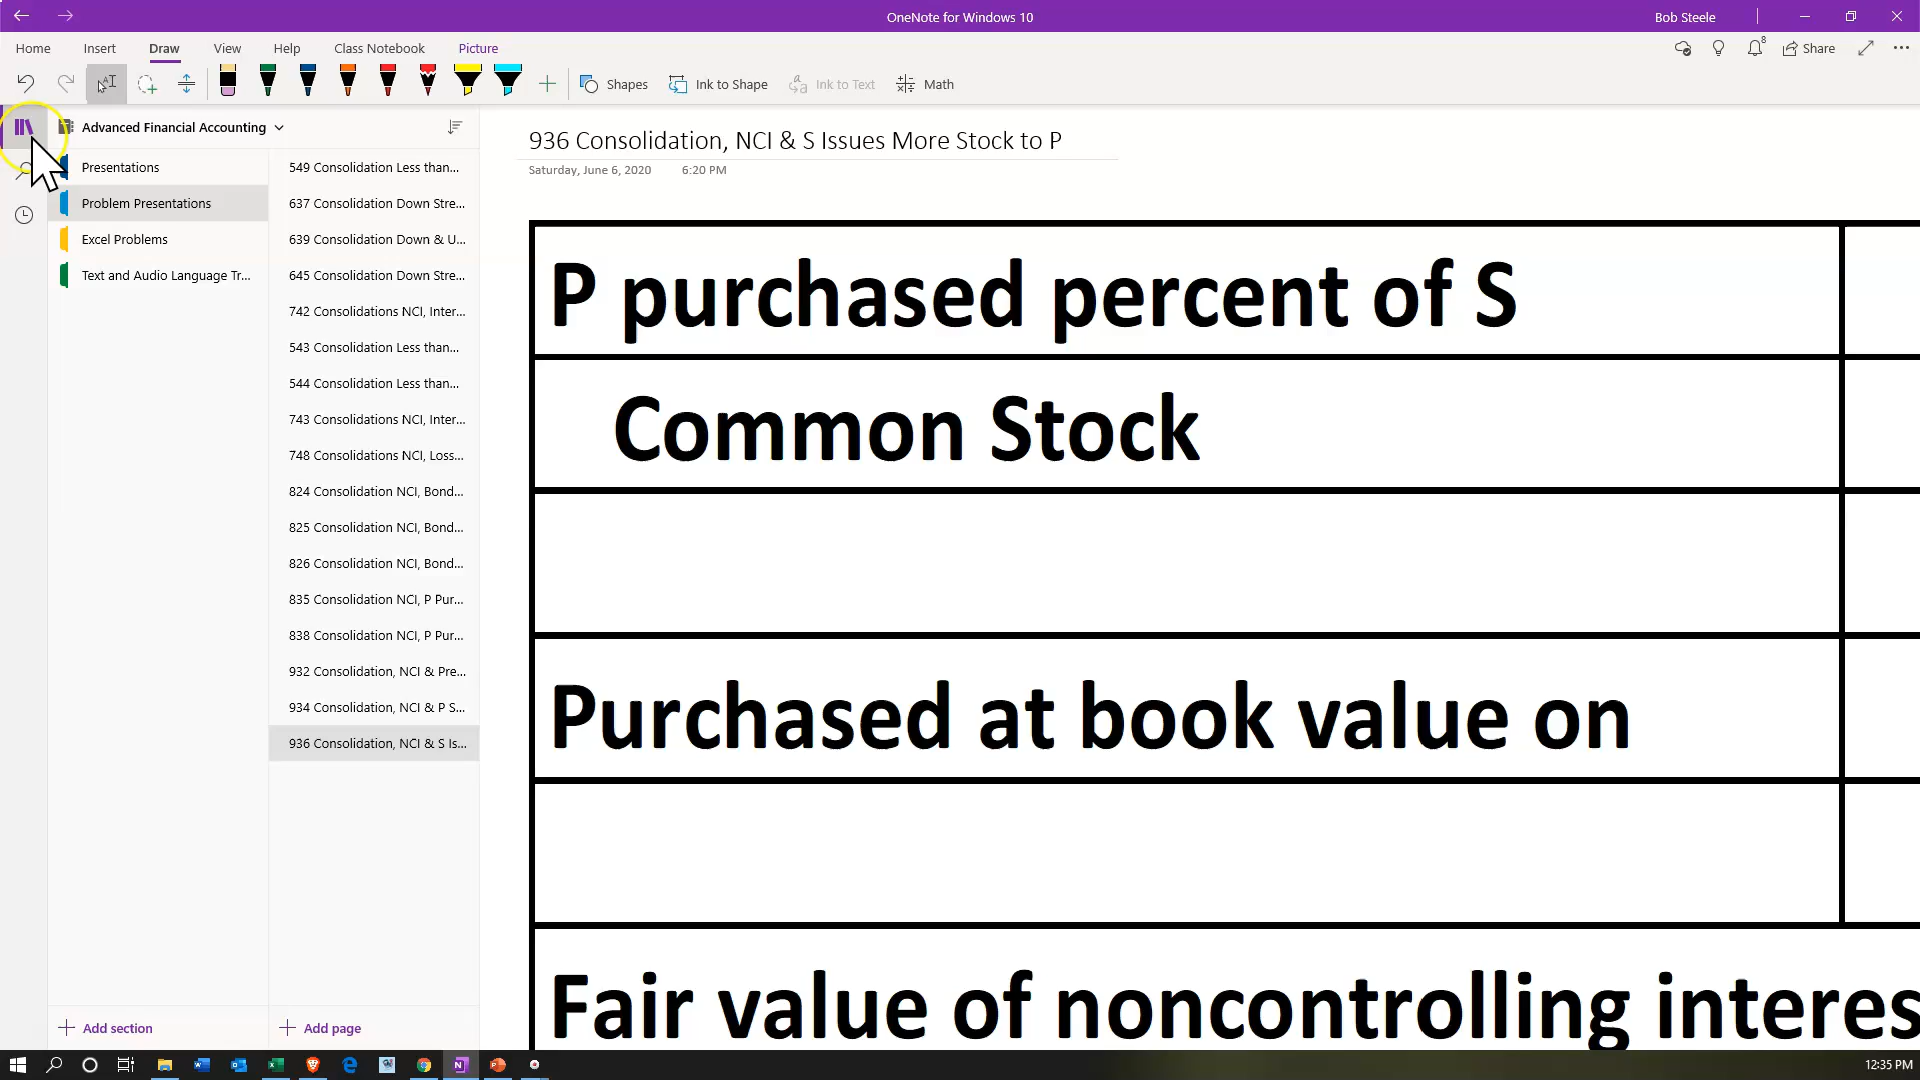 OneNote for Windows 10
Bob Steele
Home Insert Draw View Help Class Notebook Picture
8
Share
Shapes
Ink to Shape
Ink to Text
Math
Advanced Financial Accounting
Presentations
Problem Presentations
Excel Problems
Text and Audio Language Tr...
Add section
549 Consolidation Less than...
637 Consolidation Down Stre...
639 Consolidation Down & U...
645 Consolidation Down Stre...
742 Consolidations NCI, Inter...
543 Consolidation Less than...
544 Consolidation Less than...
743 Consolidations NCI, Inter...
748 Consolidations NCI, Loss...
824 Consolidation NCI, Bond...
825 Consolidation NCI, Bond...
826 Consolidation NCI, Bond...
835 Consolidation NCI, P Pur...
838 Consolidation NCI, P Pur...
932 Consolidation, NCI & Pre...
934 Consolidation, NCI & P S...
936 Consolidation, NCI & S Is...
Add page
936 Consolidation, NCI & S Issues More Stock to P
Saturday, June 6, 2020 6:20 PM
P purchased percent of S
Common Stock
Purchased at book value on
Fair value of noncontrolling interes
12:35 PM